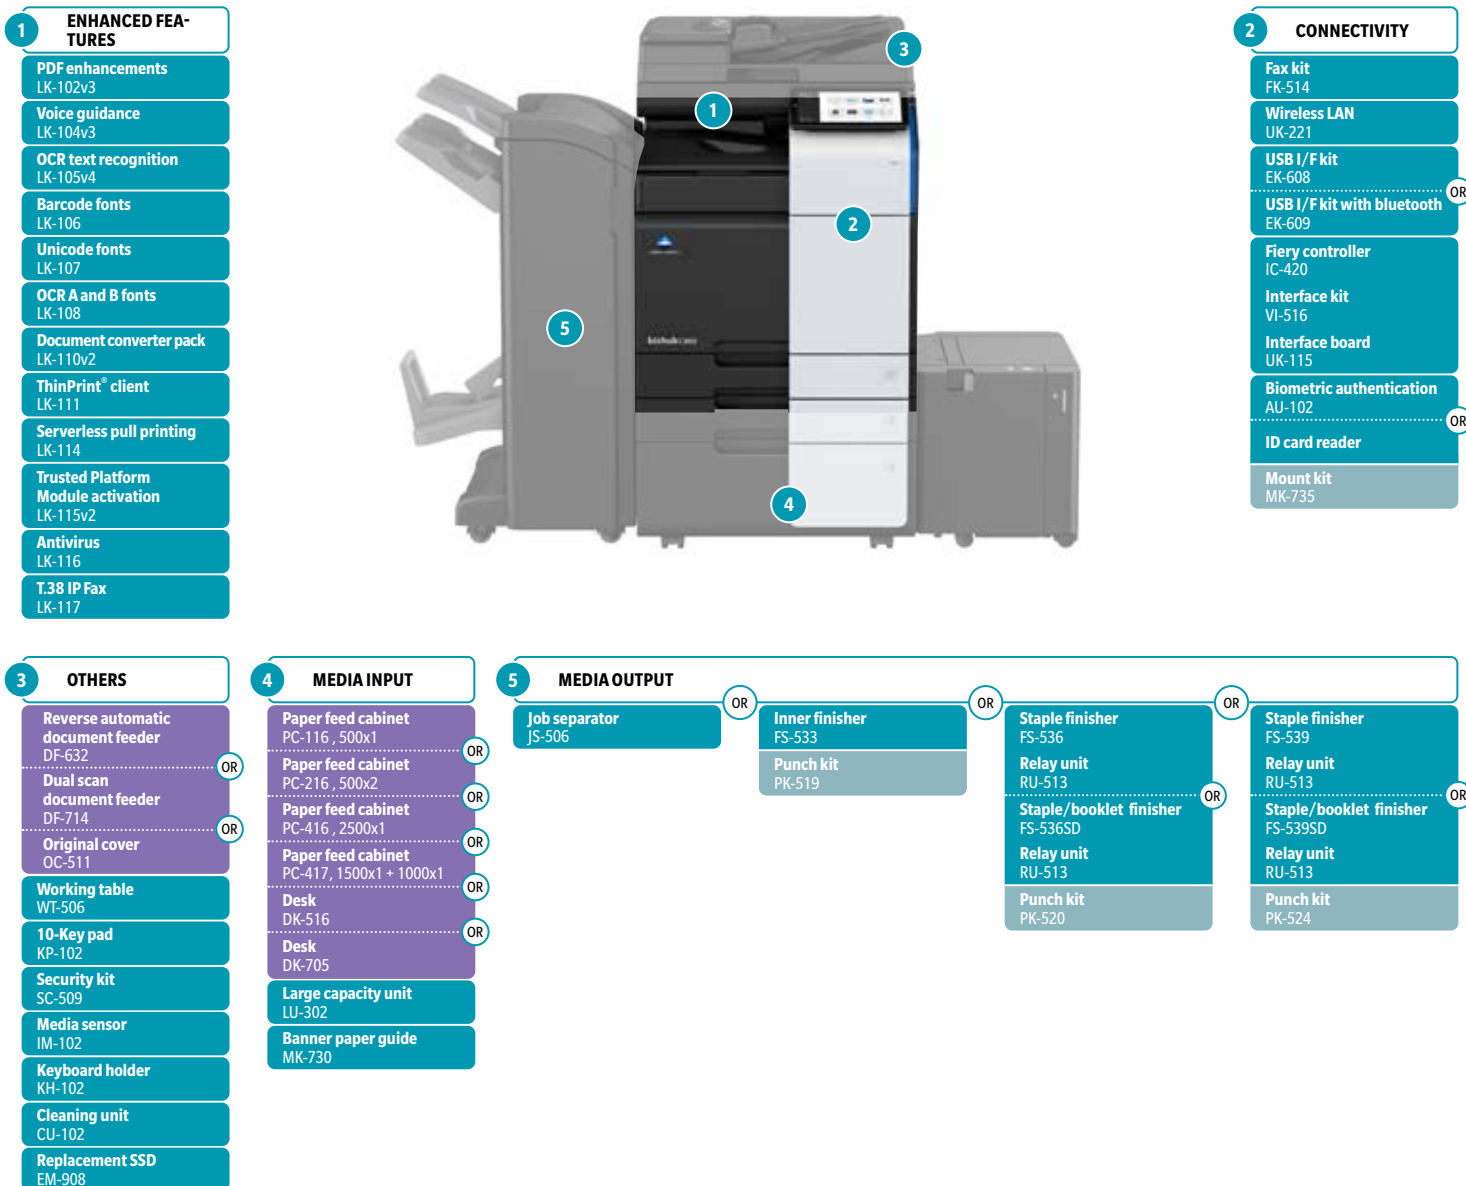 1
ENHANCED FEA-
TURES
PDF enhancements
LK-102v3
Voice guidance
LK-104v3
OCR text recognition
LK-105v4
Barcode fonts
LK-106
Unicode fonts
LK-107
OCR A and B fonts
LK-108
Document converter pack
LK-110v2
ThinPrint® client
LK-111
Serverless pull printing
LK-114
Trusted Platform
Module activation
LK-115v2
Antivirus
LK-116
T.38 IP Fax
LK-117
3
1
2
5
4
bizhub
2
CONNECTIVITY
Fax kit
FK-514
Wireless LAN
UK-221
USB I/F kit
EK-608
OR
USB I/F kit with bluetooth
EK-609
Fiery controller
IC-420
Interface kit
VI-516
Interface board
UK-115
Biometric authentication
AU-102
OR
ID card reader
Mount kit
MK-735
3
OTHERS
Reverse automatic
document feeder
DF-632
OR
Dual scan
document feeder
DF-714
OR
Original cover
OC-511
Working table
WT-506
10-Key pad
KP-102
Security kit
SC-509
Media sensor
IM-102
Keyboard holder
KH-102
Cleaning unit
CU-102
Replacement SSD
EM-908
4
MEDIA INPUT
Paper feed cabinet
PC-116 , 500x1
OR
Paper feed cabinet
PC-216 , 500x2
OR
Paper feed cabinet
PC-416 , 2500x1
OR
Paper feed cabinet
PC-417, 1500x1 + 1000x1
OR
Desk
DK-516
OR
Desk
DK-705
Large capacity unit
LU-302
Banner paper guide
MK-730
5
MEDIA OUTPUT
Job separator
JS-506
OR
Inner finisher
FS-533
Punch kit
PK-519
OR
Staple finisher
FS-536
Relay unit
RU-513
OR
Staple/booklet finisher
FS-536SD
Relay unit
RU-513
Punch kit
PK-520
OR
Staple finisher
FS-539
Relay unit
RU-513
OR
Staple/booklet finisher
FS-539SD
Relay unit
RU-513
Punch kit
PK-524